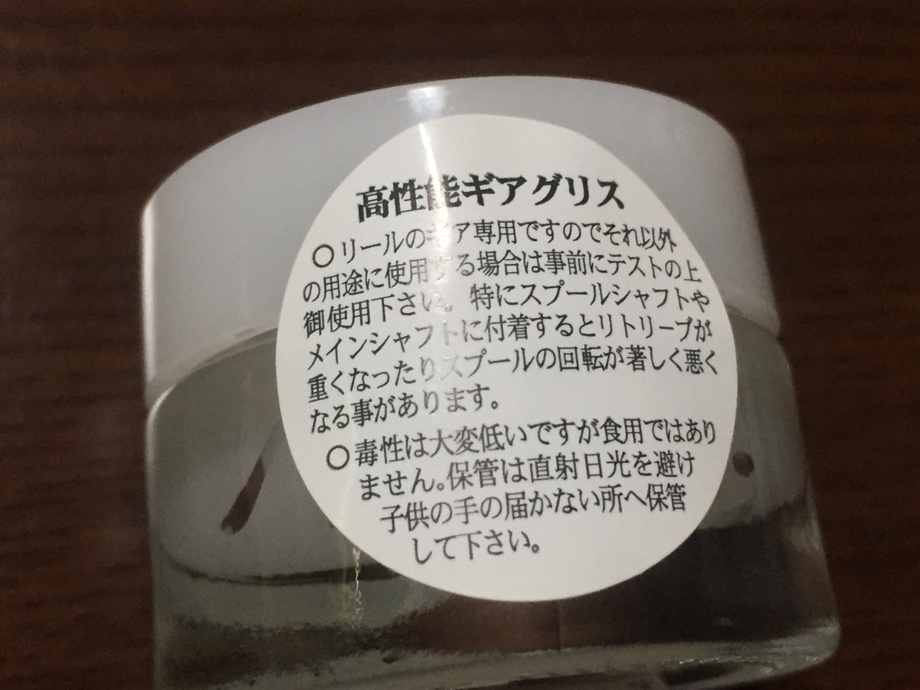 高性能ギアグリス
○リールのギア専用ですのでそれ以外
の用途に使用する場合は事前にテストの上
御使用下さい。特にスプールシャフトや
メインシャフトに付着するとリトリーブが
重くなったりスプールの回転が著しく悪く
なる事があります。
○毒性は大変低いですが食用ではあり
ません。保管は直射日光を避け
子供の手の届かない所へ保管
して下さい。